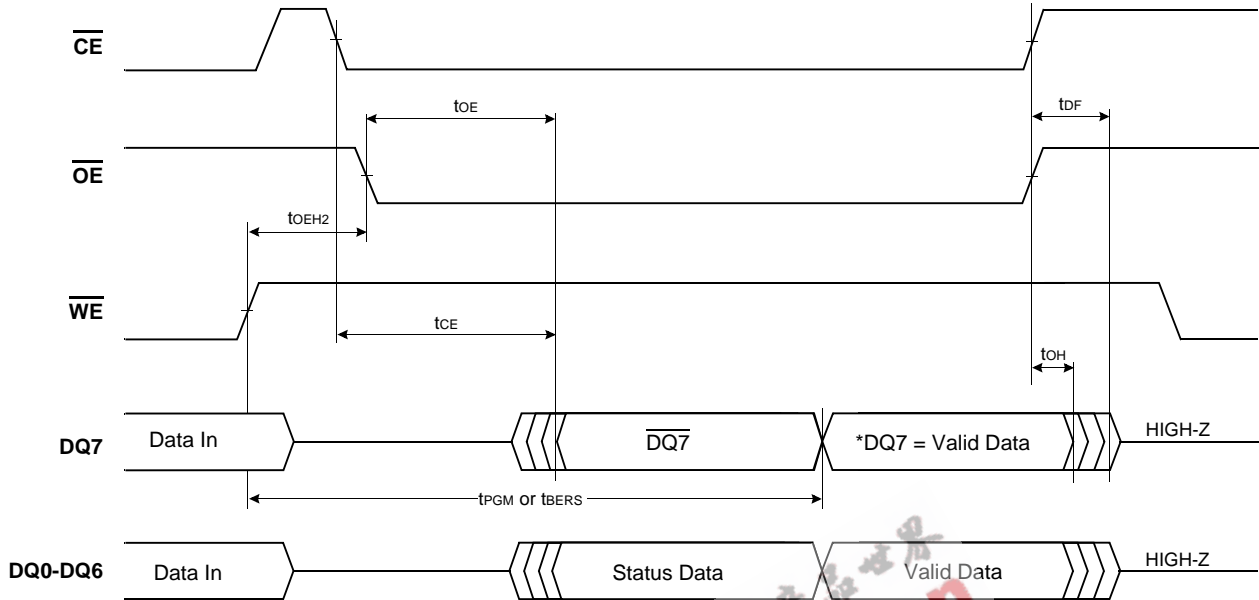 CE
tOE
tDF
OE
tOEH2
WE
tCE
tOH
DQ7
Data In
DQ7
*DQ7 = Valid Data
HIGH-Z
tPGM or tBERS
DQ0-DQ6
Data In
Status Data
Valid Data
HIGH-Z